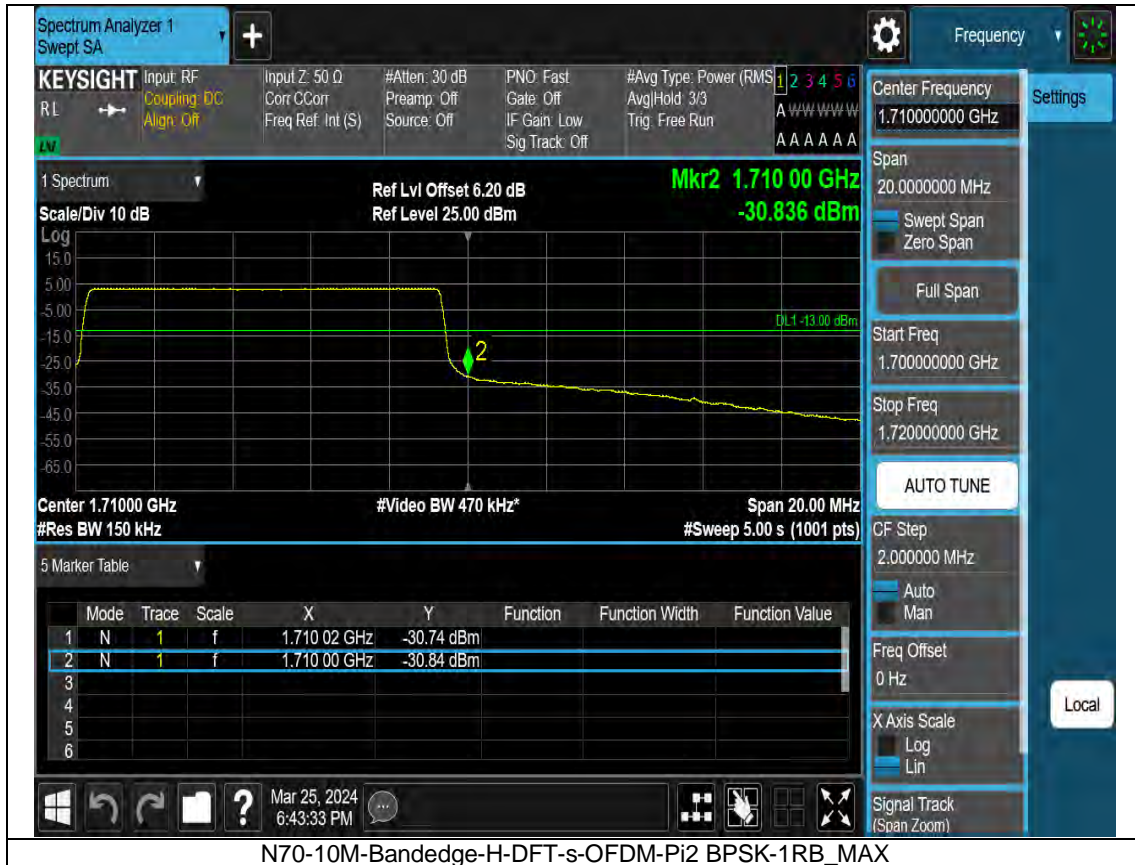 Spectrum Analyzer 1
Swept SA
Frequency
KEYSIGHT
RL
Input: RF
Coupling: DC
Align: Off
Input Z: 50 Ω
Corr CCorr
Freq Ref: Int (S)
#Atten: 30 dB
Preamp: Off
Source: Off
PNO: Fast
Gate: Off
IF Gain: Low
Sig Track: Off
#Avg Type: Power (RMS
Avg|Hold: 3/3
Trig: Free Run
1 2 3 4 5 6
A W W W W W
A A A A A A
1 Spectrum
Scale/Div 10 dB
Ref Lvl Offset 6.20 dB
Ref Level 25.00 dBm
Mkr2 1.710 00 GHz
-30.836 dBm
Log
15.0
5.00
-5.00
-15.0
-25.0
-35.0
-45.0
-55.0
-65.0
DL1 -13.00 dBm
2
Center 1.71000 GHz
#Video BW 470 kHz*
Span 20.00 MHz
#Res BW 150 kHz
#Sweep 5.00 s (1001 pts)
5 Marker Table
Mode Trace Scale X Y Function Function Width Function Value
1 N 1 f 1.710 02 GHz -30.74 dBm
2 N 1 f 1.710 00 GHz -30.84 dBm
3
4
5
6
Mar 25, 2024
6:43:33 PM
Center Frequency
1.710000000 GHz
Settings
Span
20.0000000 MHz
Swept Span
Zero Span
Full Span
Start Freq
1.700000000 GHz
Stop Freq
1.720000000 GHz
AUTO TUNE
CF Step
2.000000 MHz
Auto
Man
Freq Offset
0 Hz
X Axis Scale
Log
Lin
Local
Signal Track
(Span Zoom)
N70-10M-Bandedge-H-DFT-s-OFDM-Pi2 BPSK-1RB_MAX